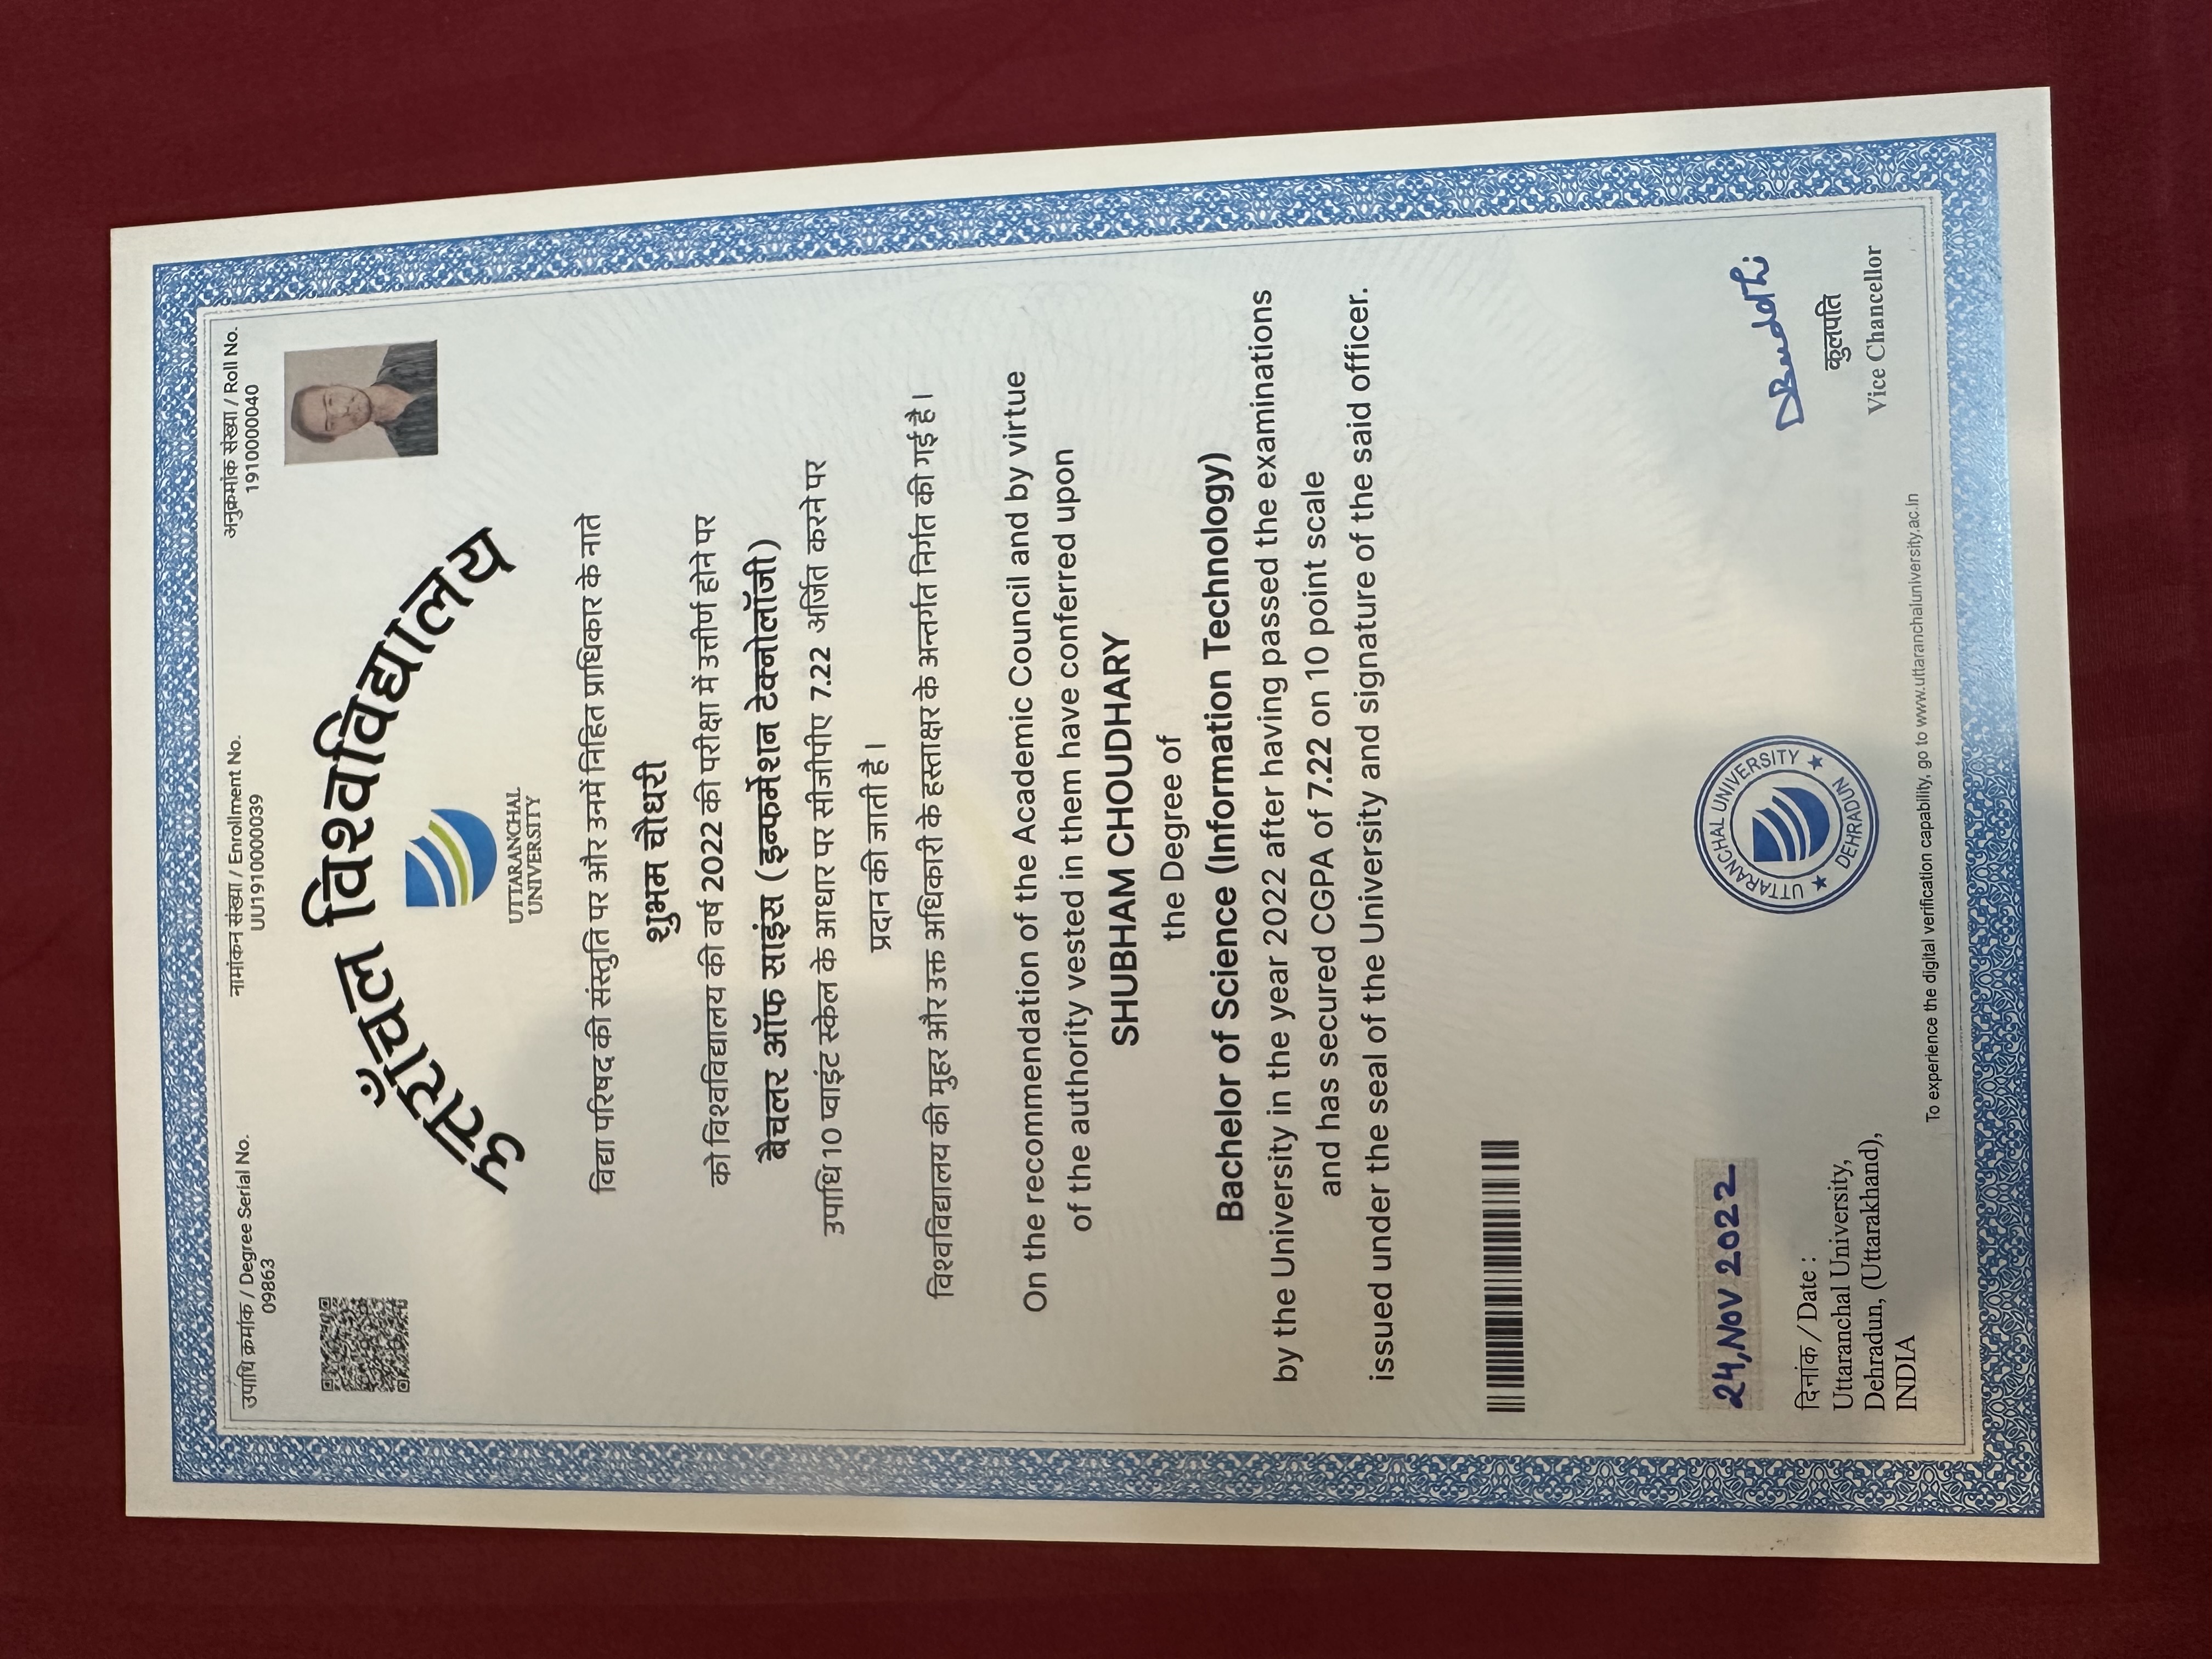 उपाधि क्रमांक / Degree Serial No.
09863
नामांकन संख्या / Enrollment No.
UU1910000039
अनुक्रमांक संख्या / Roll No.
1910000040
उत्तराँचल विश्वविद्यालय
UTTARANCHAL
UNIVERSITY
विद्या परिषद की संस्तुति पर और उनमें निहित प्राधिकार के नाते
शुभम चौधरी
को विश्वविद्यालय की वर्ष 2022 की परीक्षा में उत्तीर्ण होने पर
बैचलर ऑफ साइंस (इन्फर्मेशन टेक्नोलॉजी)
उपाधि 10 प्वाइंट स्केल के आधार पर सीजीपीए 7.22 अर्जित करने पर
प्रदान की जाती है।
विश्वविद्यालय की मुहर और उक्त अधिकारी के हस्ताक्षर के अन्तर्गत निर्गत की गई है।
On the recommendation of the Academic Council and by virtue
of the authority vested in them have conferred upon
SHUBHAM CHOUDHARY
the Degree of
Bachelor of Science (Information Technology)
by the University in the year 2022 after having passed the examinations
and has secured CGPA of 7.22 on 10 point scale
issued under the seal of the University and signature of the said officer.
24, NOV 2022
दिनांक / Date :
Uttaranchal University,
Dehradun, (Uttarakhand),
INDIA
UTTARANCHAL UNIVERSITY
DEHRADUN
कुलपति
Vice Chancellor
To experience the digital verification capability, go to www.uttaranchaluniversity.ac.in